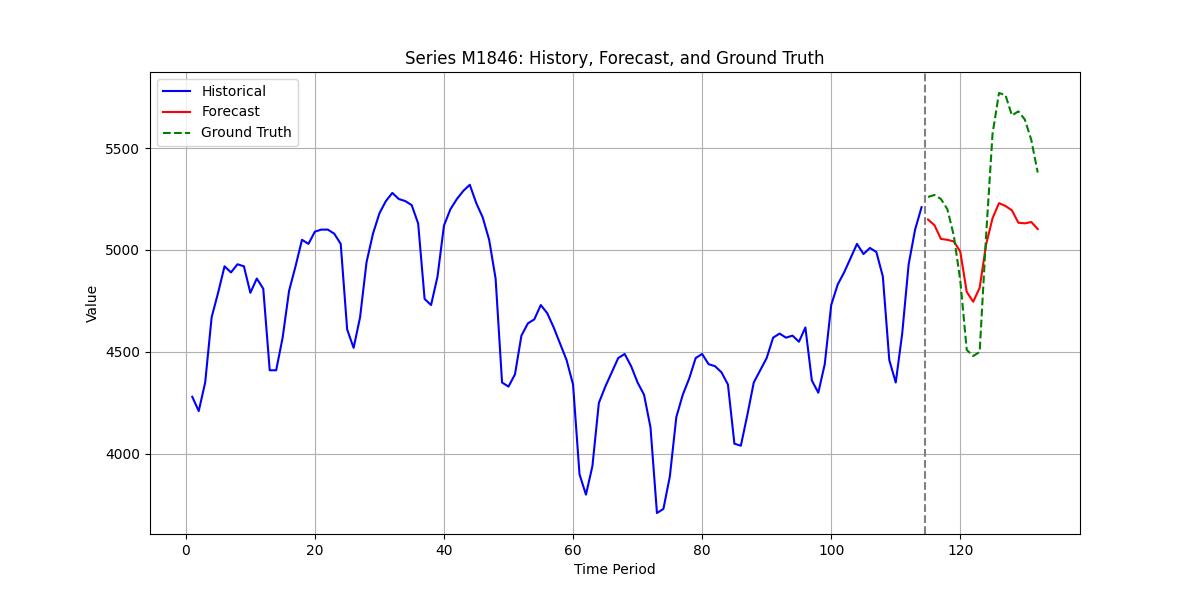 Series M1846: History, Forecast, and Ground Truth
Historical
Forecast
Ground Truth
5500
5000
4500
4000
Value
0 20 40 60 80 100 120
Time Period